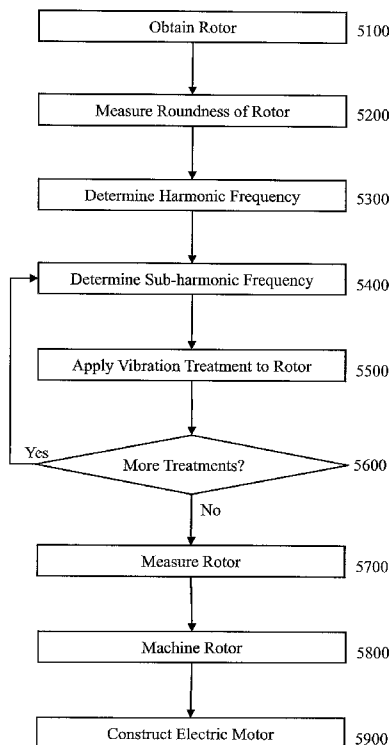 Obtain Rotor 5100
Measure Roundness of Rotor 5200
Determine Harmonic Frequency 5300
Determine Sub-harmonic Frequency 5400
Apply Vibration Treatment to Rotor 5500
Yes
More Treatments? 5600
No
Measure Rotor 5700
Machine Rotor 5800
Construct Electric Motor 5900